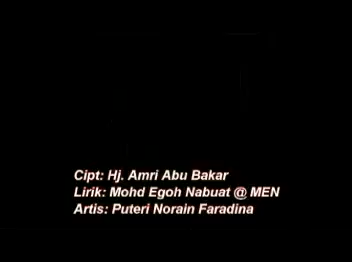 Cipt: Hj. Amri Abu Bakar
Lirik: Mohd Egoh Nabuat @ MEN
Artis: Puteri Norain Faradina